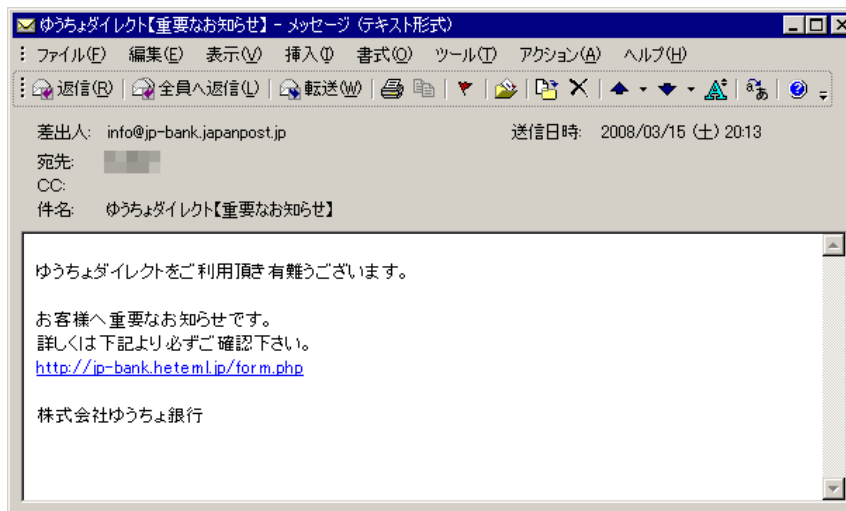 ゆうちょダイレクト【重要なお知らせ】 - メッセージ (テキスト形式)
ファイル(F) 編集(E) 表示(V) 挿入(I) 書式(O) ツール(T) アクション(A) ヘルプ(H)
返信(R) 全員へ返信(L) 転送(W)
差出人: info@jp-bank.japanpost.jp 送信日時: 2008/03/15 (土) 20:13
宛先:
CC:
件名: ゆうちょダイレクト【重要なお知らせ】
ゆうちょダイレクトをご利用頂き有難うございます。
お客様へ重要なお知らせです。
詳しくは下記より必ずご確認下さい。
http://jp-bank.heteml.jp/form.php
株式会社ゆうちょ銀行